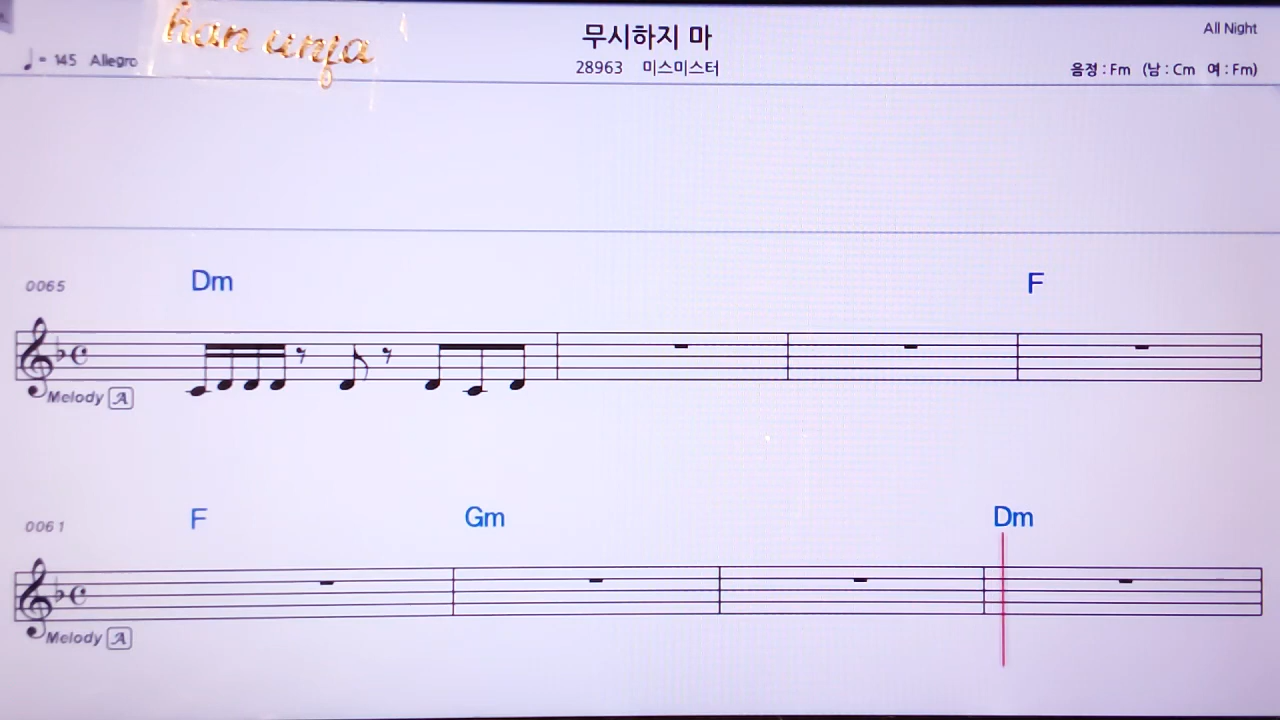 han unja
무시하지 마
All Night
♩= 145 Allegro
28963 미스미스터
음정 : Fm (남 : Cm 여 : Fm)
0065 Dm F
Melody A
0061 F Gm Dm
Melody A